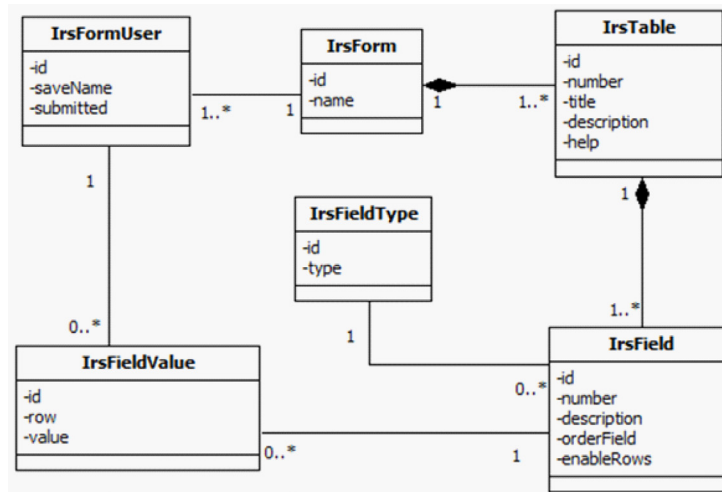 IrsFormUser
-id
-saveName
-submitted
IrsForm
-id
-name
IrsTable
-id
-number
-title
-description
-help
1..*
1
1
1..*
1
1
IrsFieldType
-id
-type
0..*
1
1..*
IrsFieldValue
-id
-row
-value
IrsField
-id
-number
-description
-orderField
-enableRows
0..*
0..*
1